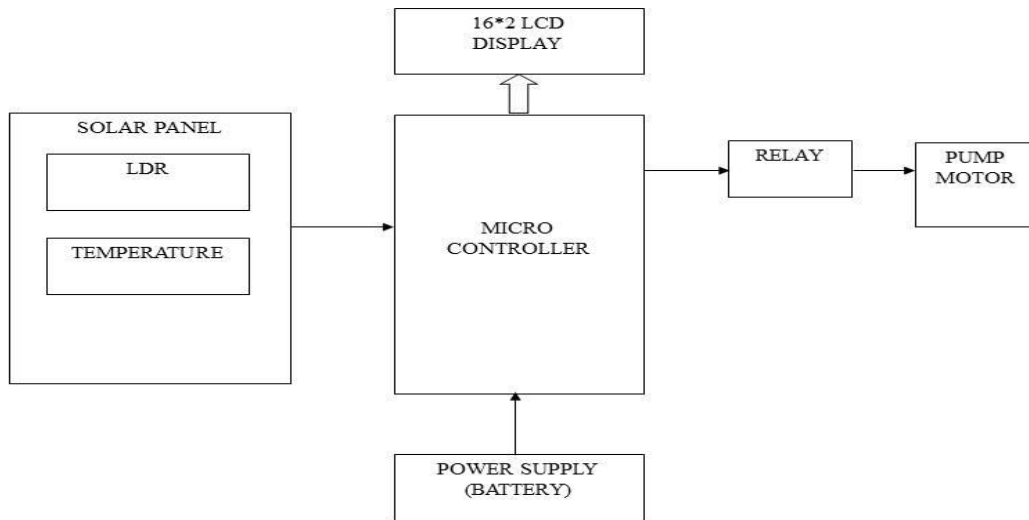 16*2 LCD
DISPLAY
SOLAR PANEL
LDR
TEMPERATURE
MICRO
CONTROLLER
RELAY
PUMP
MOTOR
POWER SUPPLY
(BATTERY)